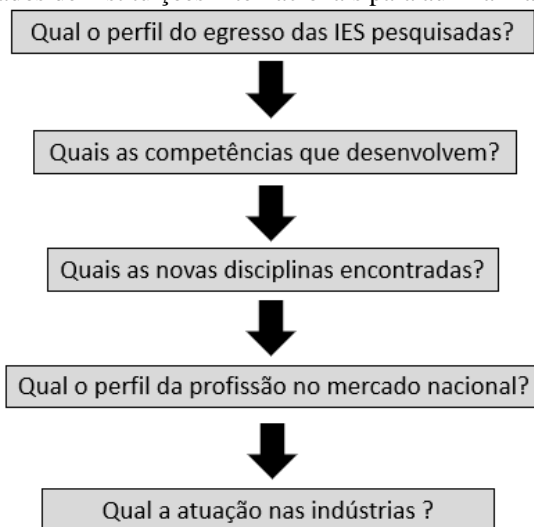 Qual o perfil do egresso das IES pesquisadas?
Quais as competências que desenvolvem?
Quais as novas disciplinas encontradas?
Qual o perfil da profissão no mercado nacional?
Qual a atuação nas indústrias ?